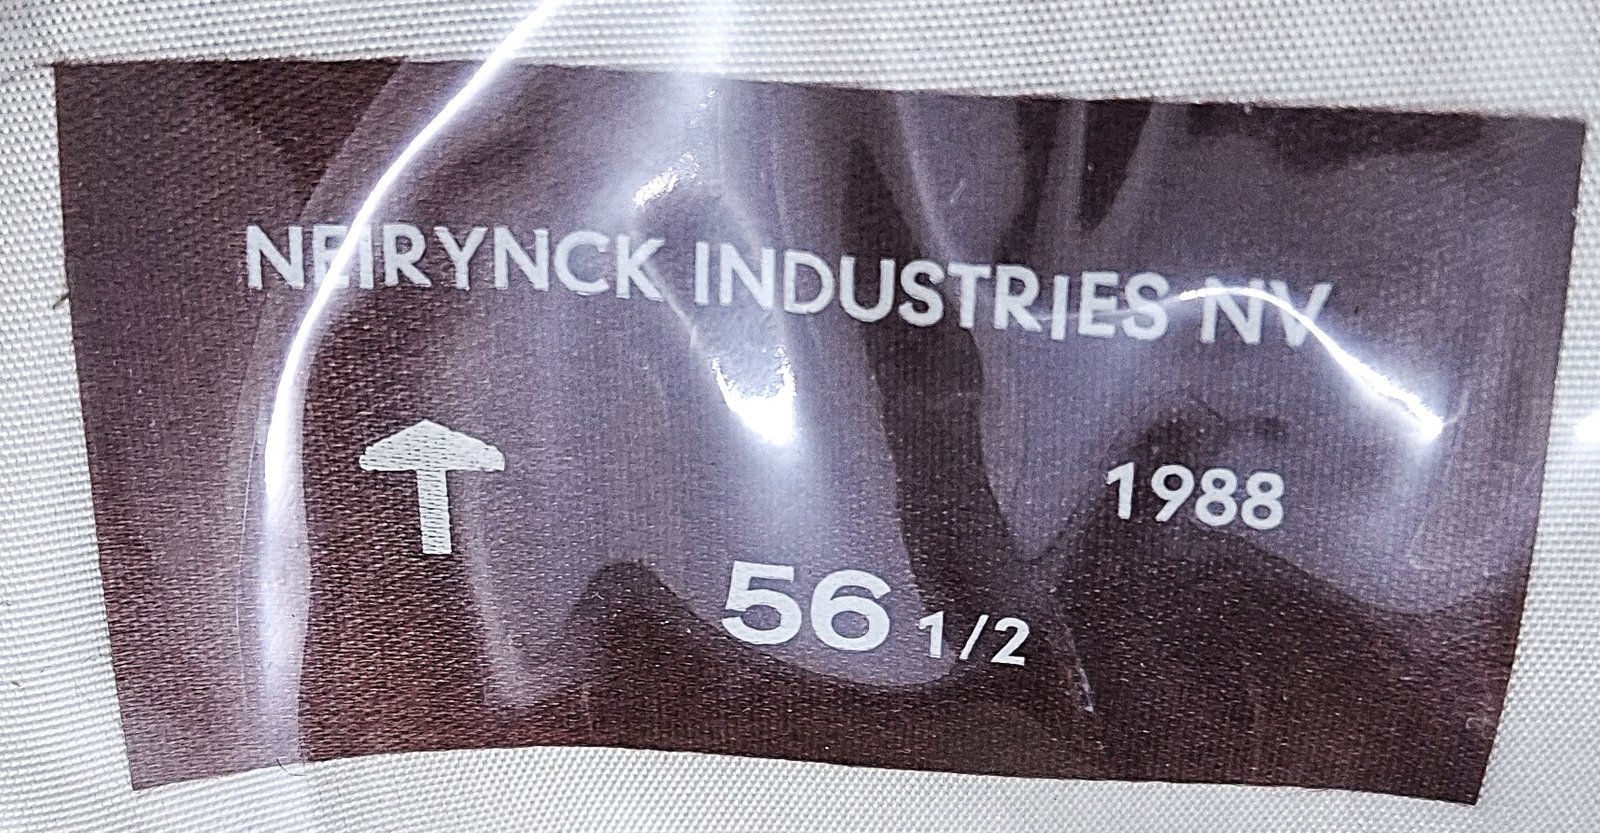 NEIRYNCK INDUSTRIES NV
1988
56 1/2